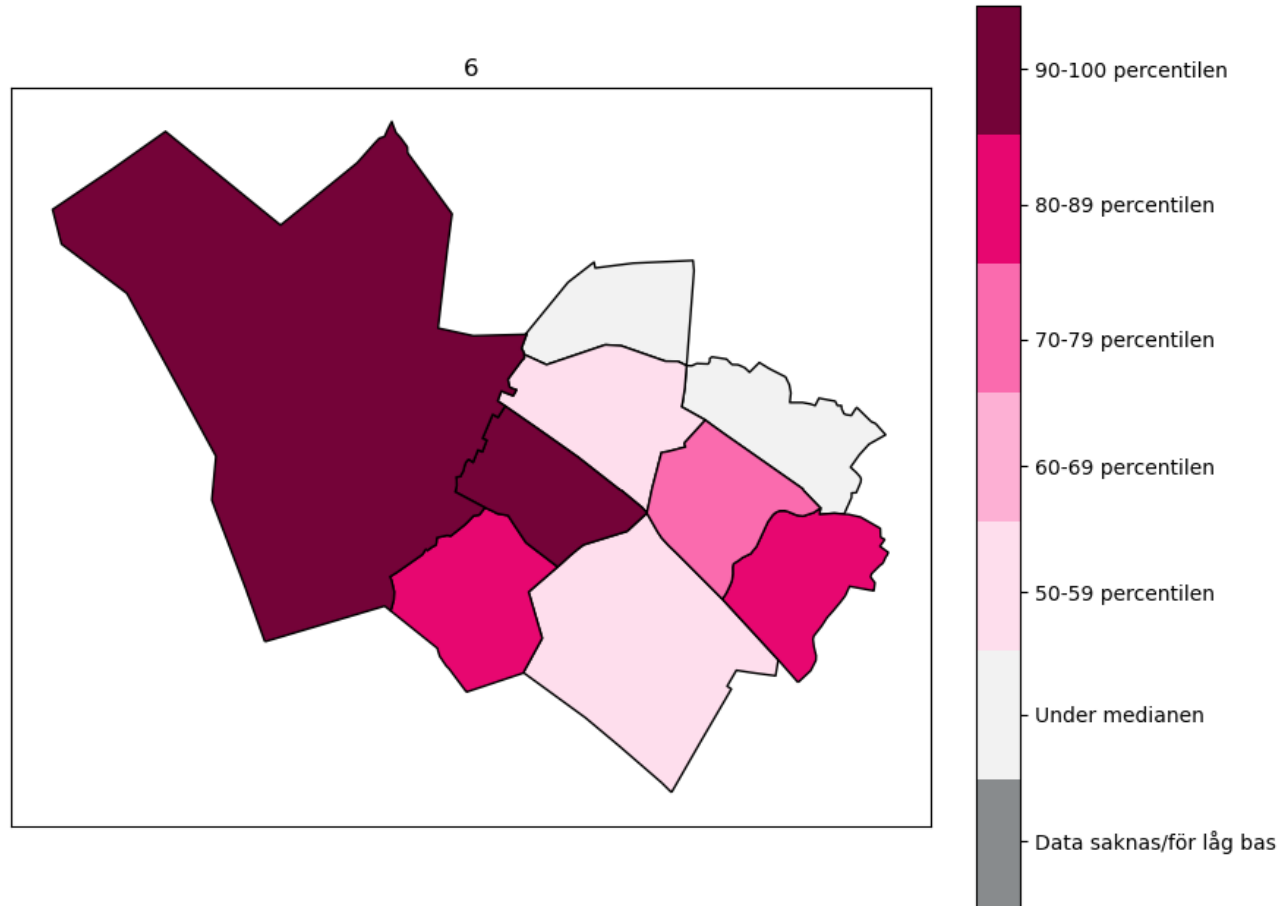 6
90-100 percentilen
80-89 percentilen
70-79 percentilen
60-69 percentilen
50-59 percentilen
Under medianen
Data saknas/för låg bas